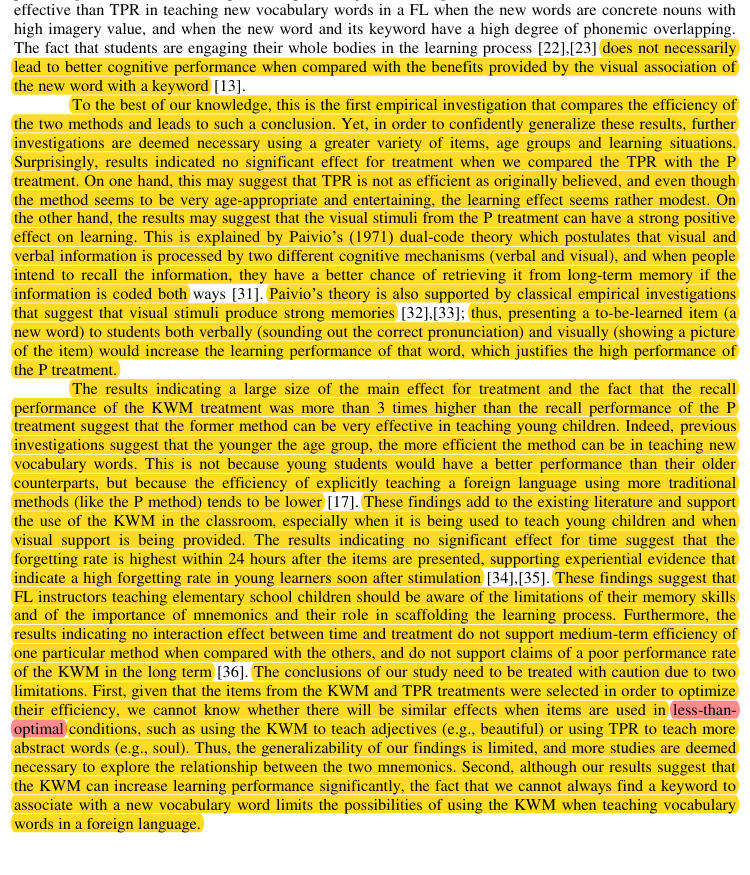 effective than TPR in teaching new vocabulary words in a FL when the new words are concrete nouns with
high imagery value, and when the new word and its keyword have a high degree of phonemic overlapping.
The fact that students are engaging their whole bodies in the learning process [22],[23] does not necessarily
lead to better cognitive performance when compared with the benefits provided by the visual association of
the new word with a keyword [13].
To the best of our knowledge, this is the first empirical investigation that compares the efficiency of
the two methods and leads to such a conclusion. Yet, in order to confidently generalize these results, further
investigations are deemed necessary using a greater variety of items, age groups and learning situations.
Surprisingly, results indicated no significant effect for treatment when we compared the TPR with the P
treatment. On one hand, this may suggest that TPR is not as efficient as originally believed, and even though
the method seems to be very age-appropriate and entertaining, the learning effect seems rather modest. On
the other hand, the results may suggest that the visual stimuli from the P treatment can have a strong positive
effect on learning. This is explained by Paivio's (1971) dual-code theory which postulates that visual and
verbal information is processed by two different cognitive mechanisms (verbal and visual), and when people
intend to recall the information, they have a better chance of retrieving it from long-term memory if the
information is coded both ways [31]. Paivio's theory is also supported by classical empirical investigations
that suggest that visual stimuli produce strong memories [32],[33]; thus, presenting a to-be-learned item (a
new word) to students both verbally (sounding out the correct pronunciation) and visually (showing a picture
of the item) would increase the learning performance of that word, which justifies the high performance of
the P treatment.
The results indicating a large size of the main effect for treatment and the fact that the recall
performance of the KWM treatment was more than 3 times higher than the recall performance of the P
treatment suggest that the former method can be very effective in teaching young children. Indeed, previous
investigations suggest that the younger the age group, the more efficient the method can be in teaching new
vocabulary words. This is not because young students would have a better performance than their older
counterparts, but because the efficiency of explicitly teaching a foreign language using more traditional
methods (like the P method) tends to be lower [17]. These findings add to the existing literature and support
the use of the KWM in the classroom, especially when it is being used to teach young children and when
visual support is being provided. The results indicating no significant effect for time suggest that the
forgetting rate is highest within 24 hours after the items are presented, supporting experiential evidence that
indicate a high forgetting rate in young learners soon after stimulation [34],[35]. These findings suggest that
FL instructors teaching elementary school children should be aware of the limitations of their memory skills
and of the importance of mnemonics and their role in scaffolding the learning process. Furthermore, the
results indicating no interaction effect between time and treatment do not support medium-term efficiency of
one particular method when compared with the others, and do not support claims of a poor performance rate
of the KWM in the long term [36]. The conclusions of our study need to be treated with caution due to two
limitations. First, given that the items from the KWM and TPR treatments were selected in order to optimize
their efficiency, we cannot know whether there will be similar effects when items are used in less-than-
optimal conditions, such as using the KWM to teach adjectives (e.g., beautiful) or using TPR to teach more
abstract words (e.g., soul). Thus, the generalizability of our findings is limited, and more studies are deemed
necessary to explore the relationship between the two mnemonics. Second, although our results suggest that
the KWM can increase learning performance significantly, the fact that we cannot always find a keyword to
associate with a new vocabulary word limits the possibilities of using the KWM when teaching vocabulary
words in a foreign language.